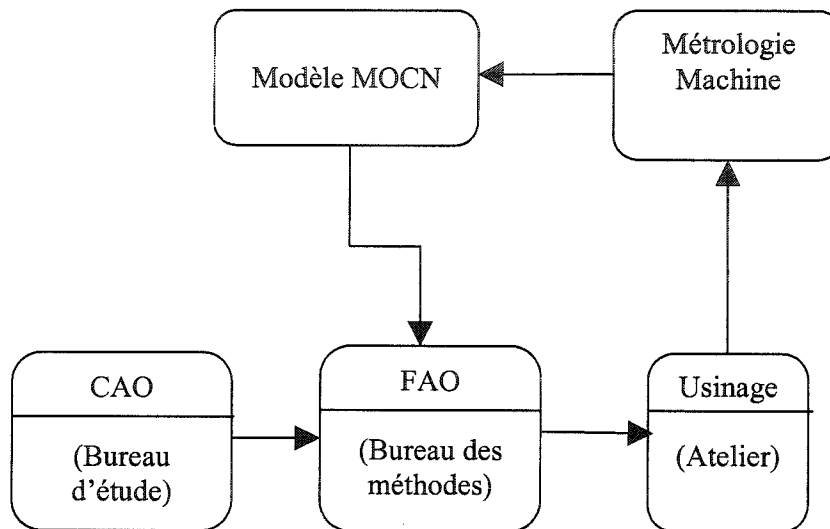 Modèle MOCN
Métrologie
Machine
CAO
(Bureau
d'étude)
FAO
(Bureau des
méthodes)
Usinage
(Atelier)